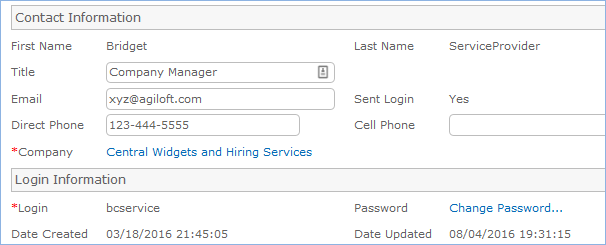 Contact Information
First Name Bridget Last Name ServiceProvider
Title Company Manager
Email xyz@agiloft.com Sent Login Yes
Direct Phone 123-444-5555 Cell Phone
*Company Central Widgets and Hiring Services
Login Information
*Login bcservice Password Change Password...
Date Created 03/18/2016 21:45:05 Date Updated 08/04/2016 19:31:15